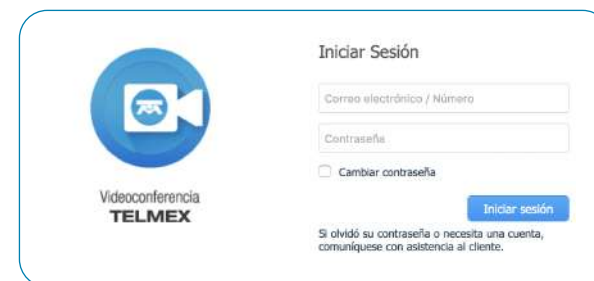 Iniciar Sesión
Correo electrónico / Número
Contraseña
Cambiar contraseña
Videoconferencia
TELMEX
Iniciar sesión
Si olvidó su contraseña o necesita una cuenta,
comuníquese con asistencia al cliente.